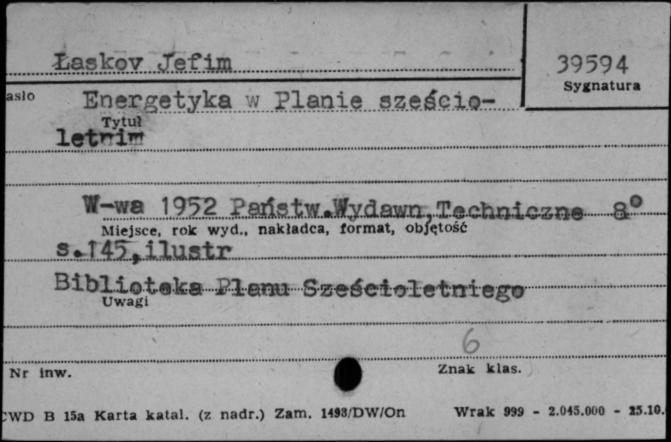 Łaskov Jefim
39594
Sygnatura
asło
Energetyka w Planie sześcio-
Tytuł
letnim
W-wa 1952 Państw.Wydawn,Techniczne 8°
Miejsce, rok wyd., nakładca, format, objętość
s.145,ilustr
Biblioteka Planu Sześcioletniego
Uwagi
6
Nr inw.
Znak klas.
CWD B 15a Karta katal. (z nadr.) Zam. 1493/DW/On Wrak 999 - 2.045.000 - 25.10.